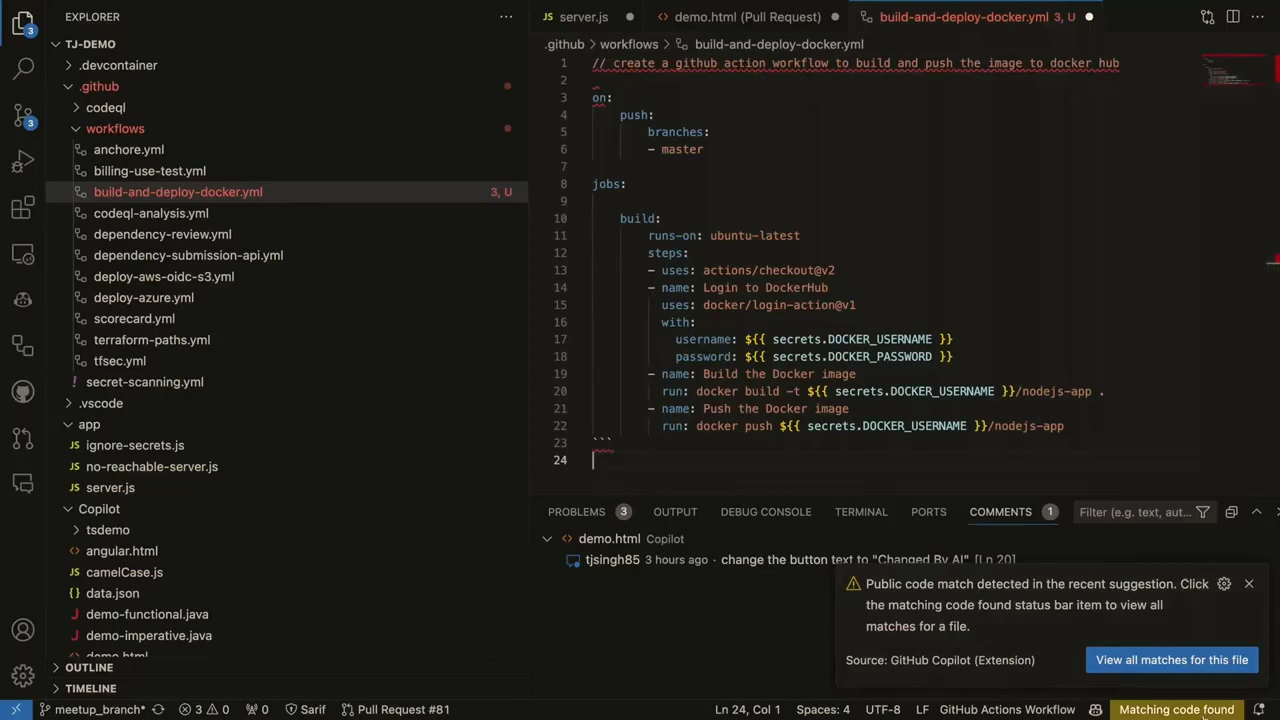 EXPLORER
TJ-DEMO
.devcontainer
.github
codeql
workflows
anchore.yml
billing-use-test.yml
build-and-deploy-docker.yml 3, U
codeql-analysis.yml
dependency-review.yml
dependency-submission-api.yml
deploy-aws-oidc-s3.yml
deploy-azure.yml
scorecard.yml
terraform-paths.yml
tfsec.yml
secret-scanning.yml
.vscode
app
ignore-secrets.js
no-reachable-server.js
server.js
Copilot
tsdemo
angular.html
camelCase.js
data.json
demo-functional.java
demo-imperative.java
demo.html
OUTLINE
TIMELINE
server.js demo.html (Pull Request) build-and-deploy-docker.yml 3, U
.github > workflows > build-and-deploy-docker.yml
1 // create a github action workflow to build and push the image to docker hub
2
3 on:
4 push:
5 branches:
6 - master
7
8 jobs:
9
10 build:
11 runs-on: ubuntu-latest
12 steps:
13 - uses: actions/checkout@v2
14 - name: Login to DockerHub
15 uses: docker/login-action@v1
16 with:
17 username: ${{ secrets.DOCKER_USERNAME }}
18 password: ${{ secrets.DOCKER_PASSWORD }}
19 - name: Build the Docker image
20 run: docker build -t ${{ secrets.DOCKER_USERNAME }}/nodejs-app .
21 - name: Push the Docker image
22 run: docker push ${{ secrets.DOCKER_USERNAME }}/nodejs-app
23 ```
24
PROBLEMS 3 OUTPUT DEBUG CONSOLE TERMINAL PORTS COMMENTS 1 Filter (e.g. text, aut...
demo.html Copilot
tjsingh85 3 hours ago · change the button text to "Changed By AI" [Ln 20]
Public code match detected in the recent suggestion. Click
the matching code found status bar item to view all
matches for a file.
Source: GitHub Copilot (Extension) View all matches for this file
3
3
meetup_branch* 3 0 0 Sarif Pull Request #81 Ln 24, Col 1 Spaces: 4 UTF-8 LF GitHub Actions Workflow Matching code found